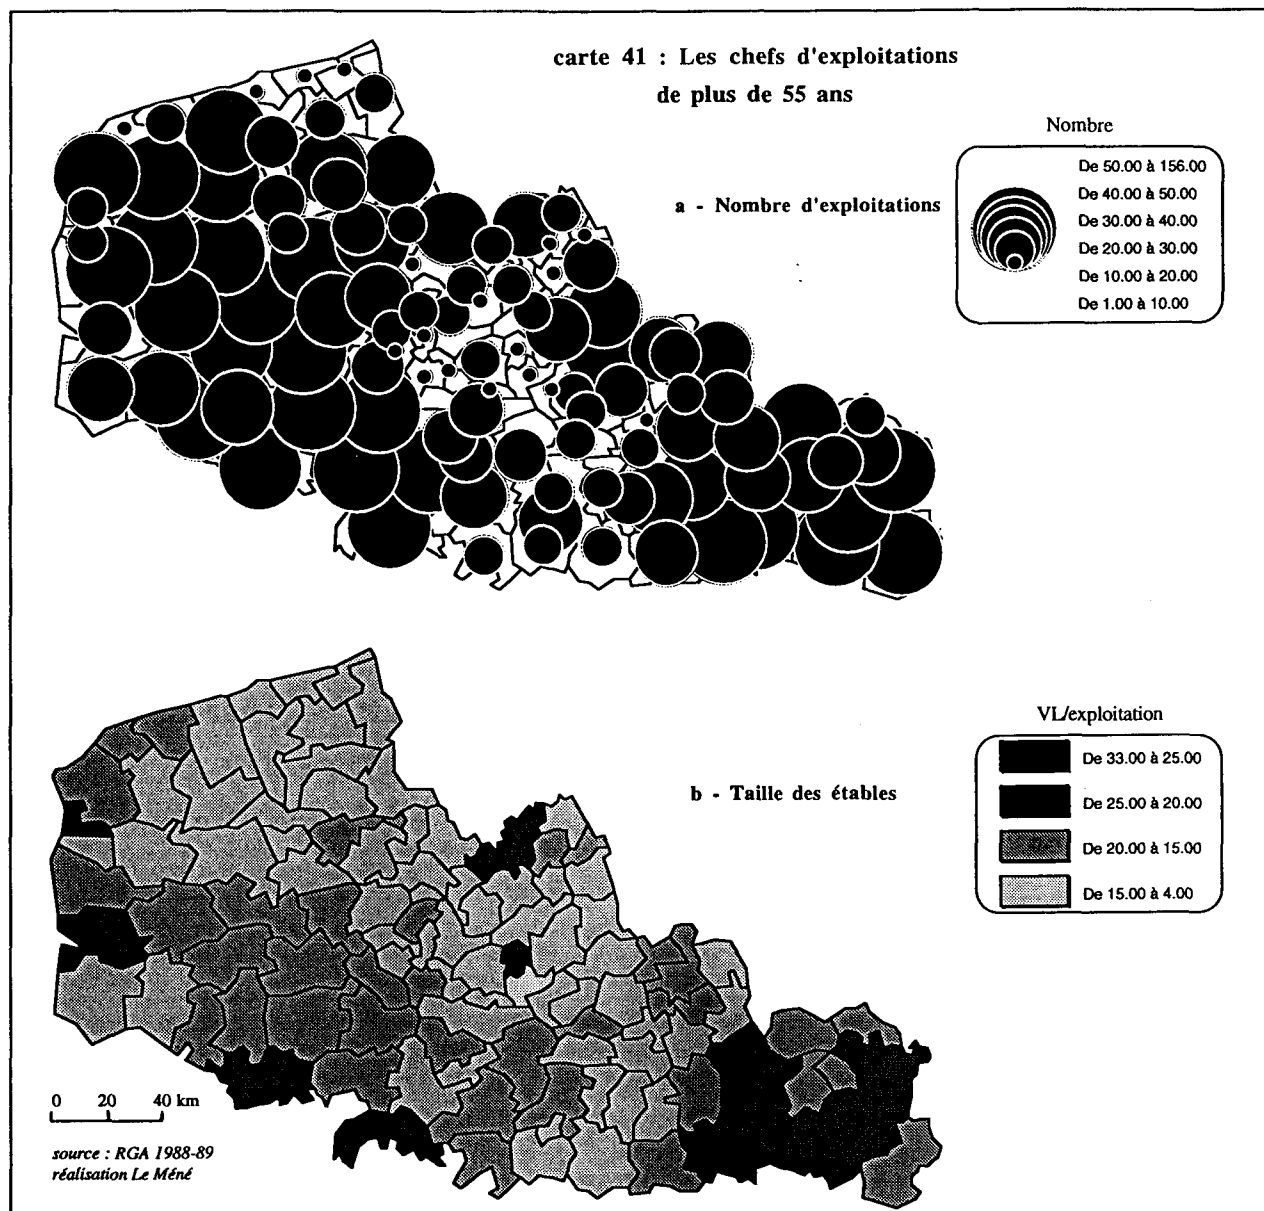 carte 41 : Les chefs d'exploitations
de plus de 55 ans
Nombre
De 50.00 à 156.00
De 40.00 à 50.00
De 30.00 à 40.00
De 20.00 à 30.00
De 10.00 à 20.00
De 1.00 à 10.00
a - Nombre d'exploitations
VL/exploitation
De 33.00 à 25.00
De 25.00 à 20.00
De 20.00 à 15.00
De 15.00 à 4.00
b - Taille des étables
0 20 40 km
source : RGA 1988-89
réalisation Le Méné